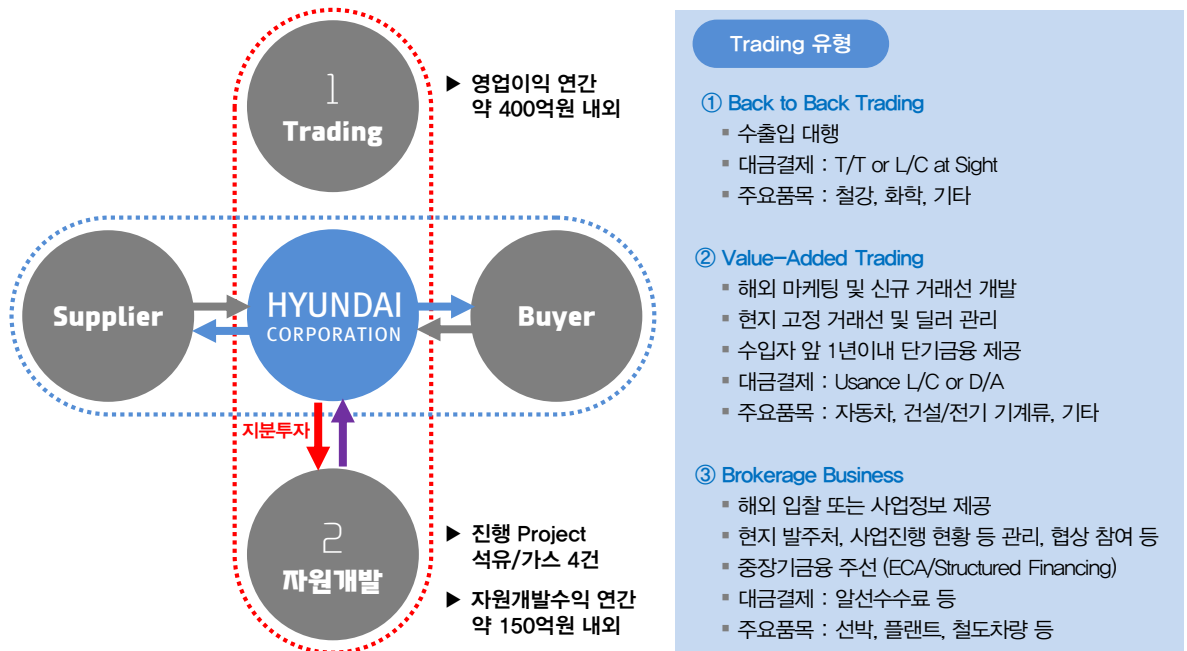 1
Trading
▶ 영업이익 연간
약 400억원 내외
Supplier
HYUNDAI
CORPORATION
Buyer
지분투자
2
자원개발
▶ 진행 Project
석유/가스 4건
▶ 자원개발수익 연간
약 150억원 내외
Trading 유형
① Back to Back Trading
▪ 수출입 대행
▪ 대금결제 : T/T or L/C at Sight
▪ 주요품목 : 철강, 화학, 기타
② Value-Added Trading
▪ 해외 마케팅 및 신규 거래선 개발
▪ 현지 고정 거래선 및 딜러 관리
▪ 수입자 앞 1년이내 단기금융 제공
▪ 대금결제 : Usance L/C or D/A
▪ 주요품목 : 자동차, 건설/전기 기계류, 기타
③ Brokerage Business
▪ 해외 입찰 또는 사업정보 제공
▪ 현지 발주처, 사업진행 현황 등 관리, 협상 참여 등
▪ 중장기금융 주선 (ECA/Structured Financing)
▪ 대금결제 : 알선수수료 등
▪ 주요품목 : 선박, 플랜트, 철도차량 등